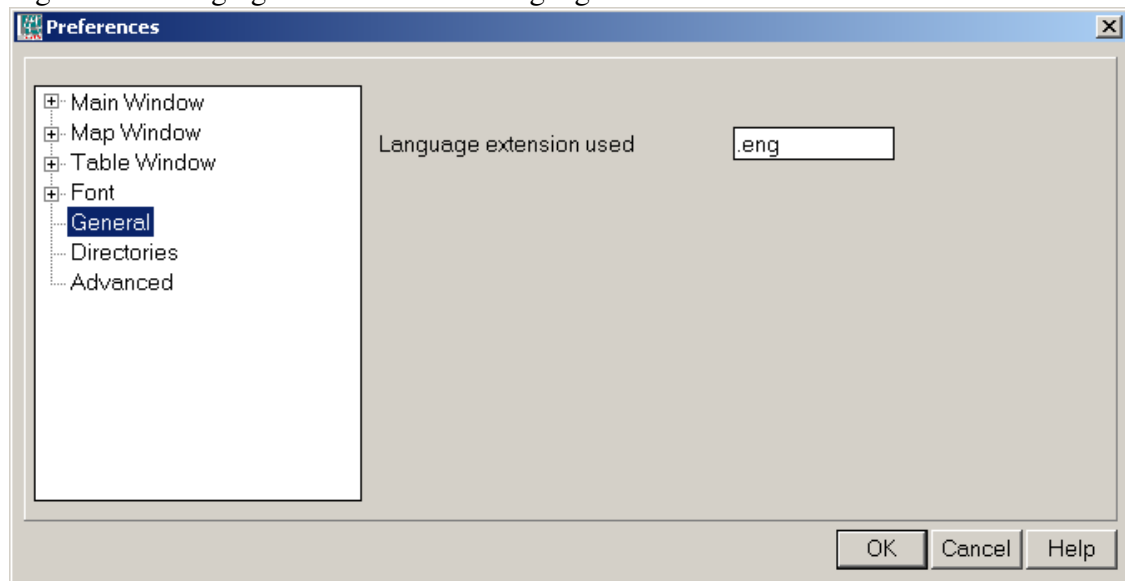 Preferences
Main Window
Map Window
Table Window
Font
General
Directories
Advanced
Language extension used .eng
OK Cancel Help